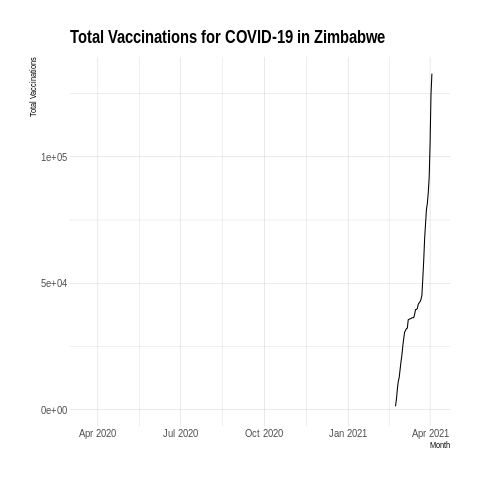 Total Vaccinations for COVID-19 in Zimbabwe
Total Vaccinations
1e+05
5e+04
0e+00
Apr 2020 Jul 2020 Oct 2020 Jan 2021 Apr 2021
Month